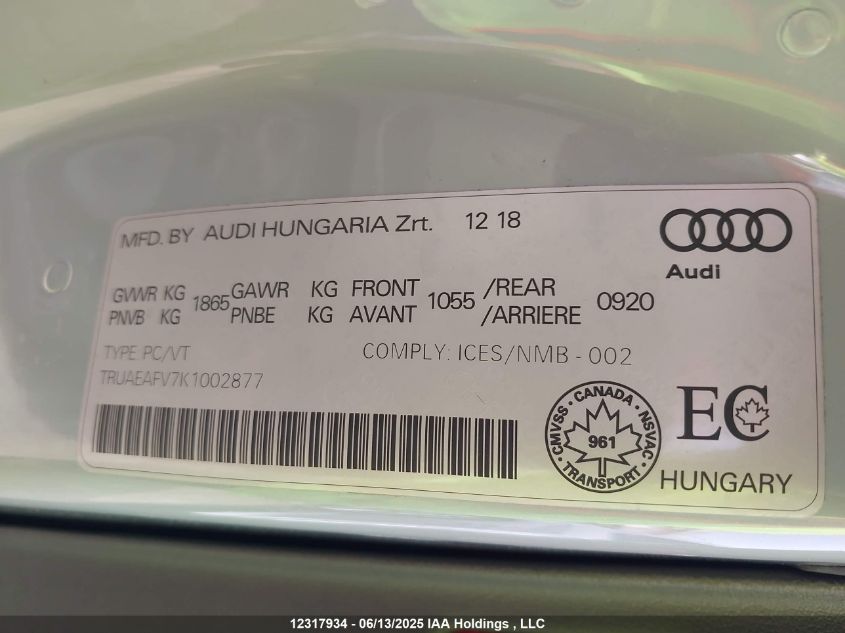 MFD. BY AUDI HUNGARIA Zrt. 12 18
Audi
GVWR KG 1865 GAWR KG FRONT 1055 /REAR 0920
PNVB KG PNBE KG AVANT /ARRIERE
TYPE PC/VT COMPLY: ICES/NMB - 002
TRUAEAFV7K1002877
CMVSS · CANADA · NSVAC · TRANSPORT ·
961
EC
HUNGARY
12317934 - 06/13/2025 IAA Holdings , LLC